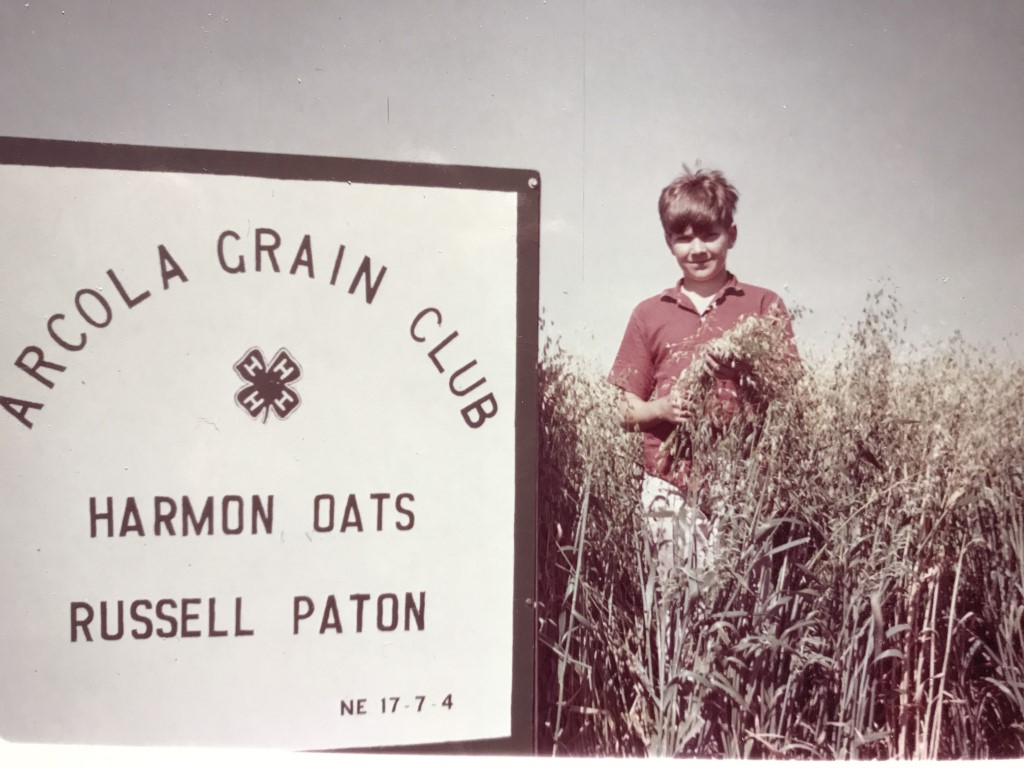 ARCOLA GRAIN CLUB
H H
H H
HARMON OATS
RUSSELL PATON
NE 17-7-4